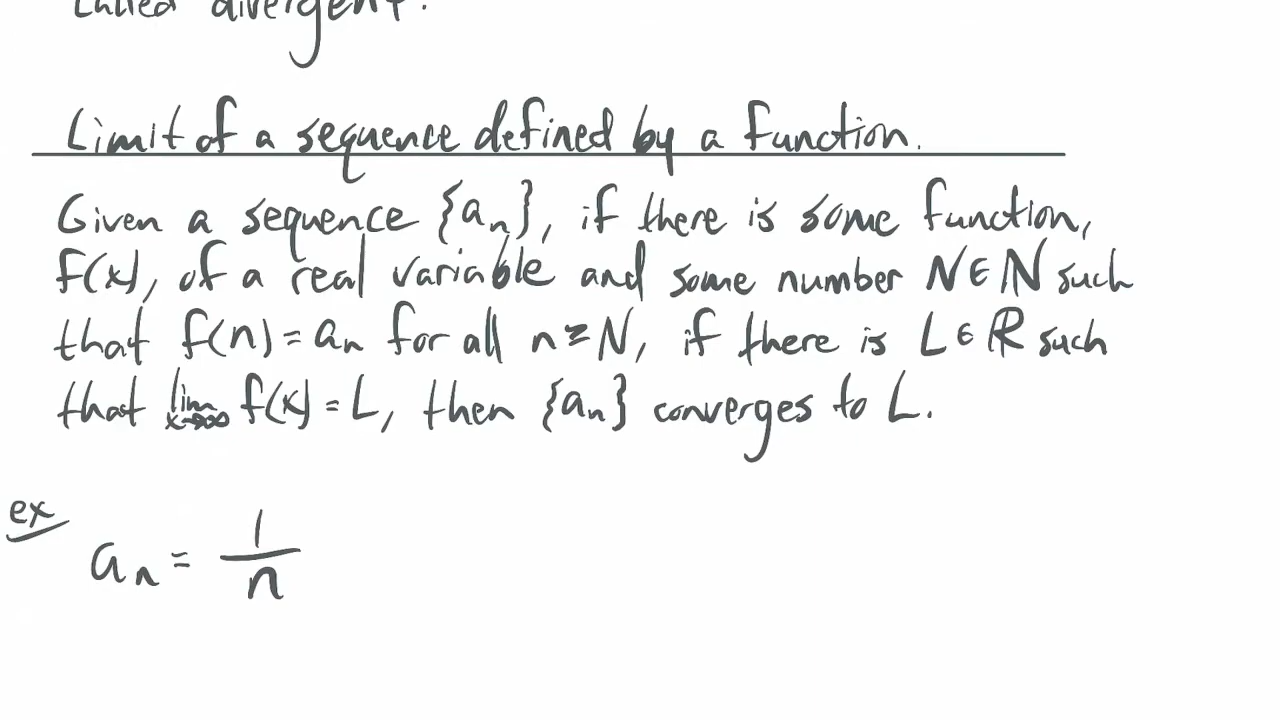 called divergent.
Limit of a sequence defined by a function.
Given a sequence {aₙ}, if there is some function,
f(x), of a real variable and some number N ∈ ℕ such
that f(n) = aₙ for all n ≥ N, if there is L ∈ ℝ such
that lim x→∞ f(x) = L, then {aₙ} converges to L.
ex
aₙ = 1/n